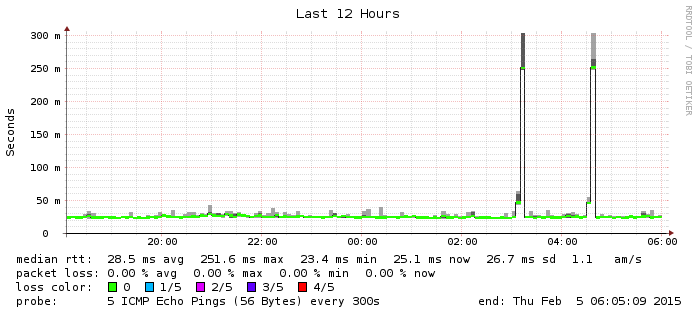 Last 12 Hours
RRDTOOL / TOBI OETIKER
Seconds
300 m
250 m
200 m
150 m
100 m
50 m
0
20:00 22:00 00:00 02:00 04:00 06:00
median rtt: 28.5 ms avg 251.6 ms max 23.4 ms min 25.1 ms now 26.7 ms sd 1.1 am/s
packet loss: 0.00 % avg 0.00 % max 0.00 % min 0.00 % now
loss color: 0 1/5 2/5 3/5 4/5
probe: 5 ICMP Echo Pings (56 Bytes) every 300s end: Thu Feb 5 06:05:09 2015